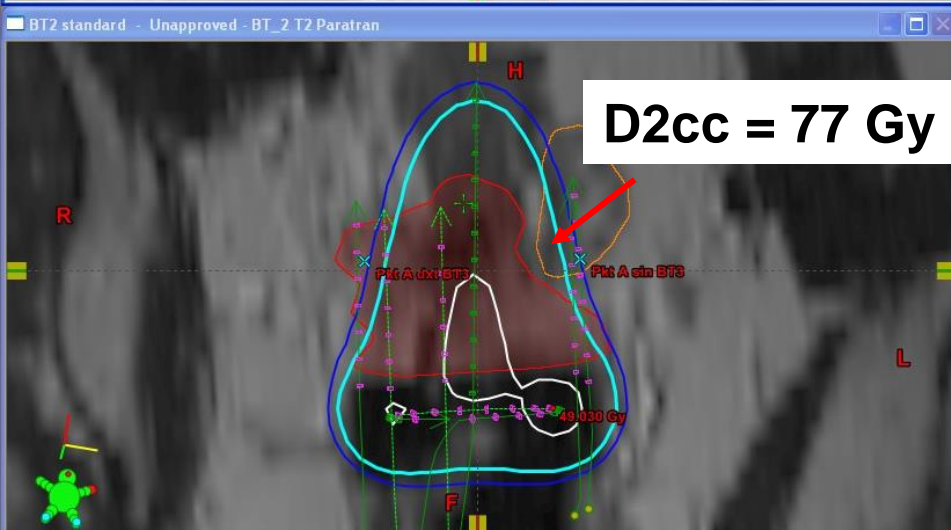 BT2 standard - Unapproved - BT_2 T2 Paratran
H
D2cc = 77 Gy
R
Pkt A dxt BT3
Pkt A sin BT3
L
49.030 Gy
F